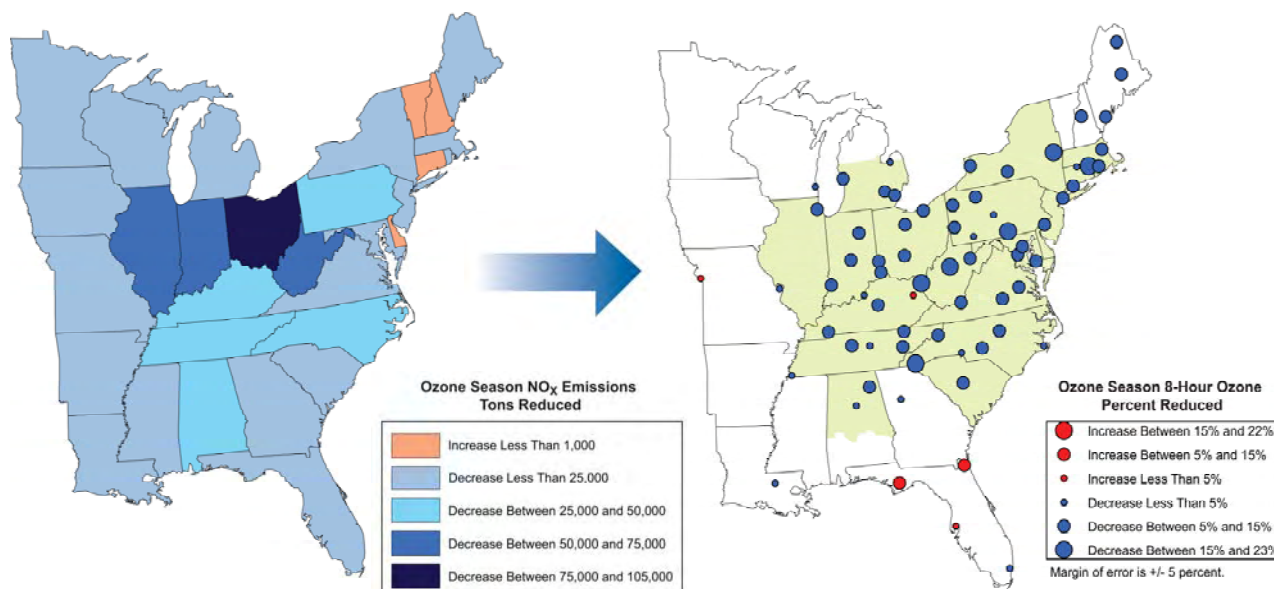 Ozone Season NOX Emissions
Tons Reduced
Increase Less Than 1,000
Decrease Less Than 25,000
Decrease Between 25,000 and 50,000
Decrease Between 50,000 and 75,000
Decrease Between 75,000 and 105,000
Ozone Season 8-Hour Ozone
Percent Reduced
Increase Between 15% and 22%
Increase Between 5% and 15%
Increase Less Than 5%
Decrease Less Than 5%
Decrease Between 5% and 15%
Decrease Between 15% and 23%
Margin of error is +/- 5 percent.